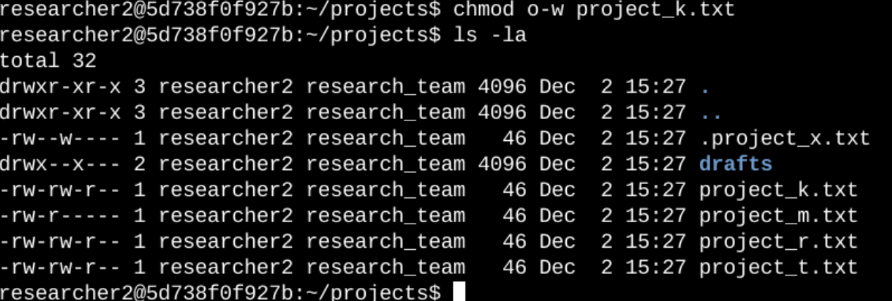 researcher2@5d738f0f927b:~/projects$ chmod o-w project_k.txt
researcher2@5d738f0f927b:~/projects$ ls -la
total 32
drwxr-xr-x 3 researcher2 research_team 4096 Dec  2 15:27 .
drwxr-xr-x 3 researcher2 research_team 4096 Dec  2 15:27 ..
-rw--w---- 1 researcher2 research_team   46 Dec  2 15:27 .project_x.txt
drwx--x--- 2 researcher2 research_team 4096 Dec  2 15:27 drafts
-rw-rw-r-- 1 researcher2 research_team   46 Dec  2 15:27 project_k.txt
-rw-r----- 1 researcher2 research_team   46 Dec  2 15:27 project_m.txt
-rw-rw-r-- 1 researcher2 research_team   46 Dec  2 15:27 project_r.txt
-rw-rw-r-- 1 researcher2 research_team   46 Dec  2 15:27 project_t.txt
researcher2@5d738f0f927b:~/projects$